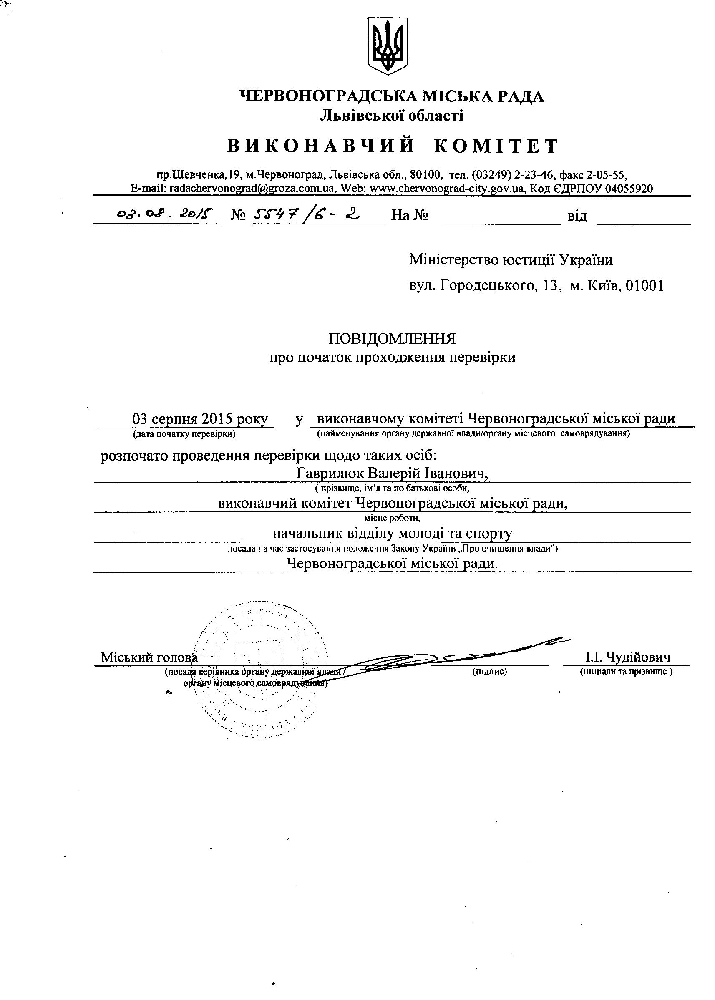 ЧЕРВОНОГРАДСЬКА МІСЬКА РАДА
Львівської області
ВИКОНАВЧИЙ КОМІТЕТ
пр.Шевченка,19, м.Червоноград, Львівська обл., 80100, тел. (03249) 2-23-46, факс 2-05-55,
E-mail: radachervonograd@groza.com.ua, Web: www.chervonograd-city.gov.ua, Код ЄДРПОУ 04055920
03.08.2015 № 5547/6-2 На № від
Міністерство юстиції України
вул. Городецького, 13, м. Київ, 01001
ПОВІДОМЛЕННЯ
про початок проходження перевірки
03 серпня 2015 року у виконавчому комітеті Червоноградської міської ради
(дата початку перевірки) (найменування органу державної влади/органу місцевого самоврядування)
розпочато проведення перевірки щодо таких осіб:
Гаврилюк Валерій Іванович,
( прізвище, ім’я та по батькові особи,
виконавчий комітет Червоноградської міської ради,
місце роботи,
начальник відділу молоді та спорту
посада на час застосування положення Закону України „Про очищення влади”)
Червоноградської міської ради.
Міський голова І.І. Чудійович
(посада керівника органу державної влади / (підпис) (ініціали та прізвище )
органу місцевого самоврядування)
УКРАЇНА